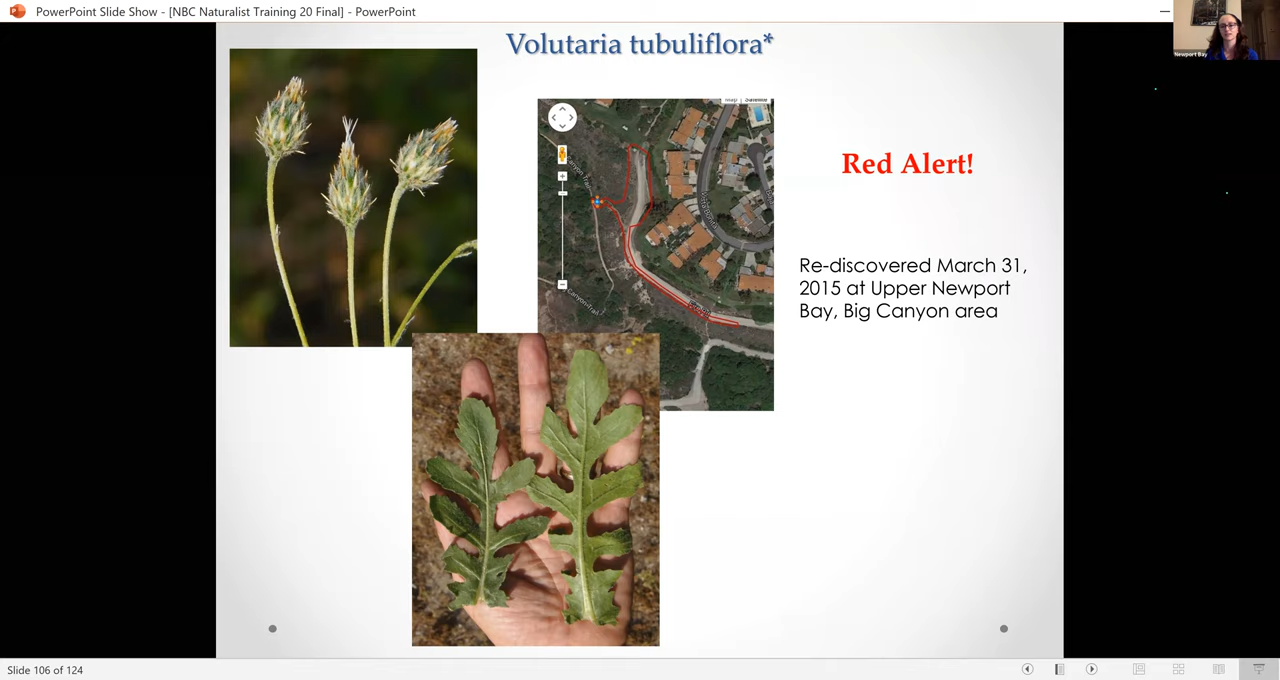 PowerPoint Slide Show - [NBC Naturalist Training 20 Final] - PowerPoint
Newport Bay
Volutaria tubuliflora*
Red Alert!
Re-discovered March 31,
2015 at Upper Newport
Bay, Big Canyon area
Slide 106 of 124